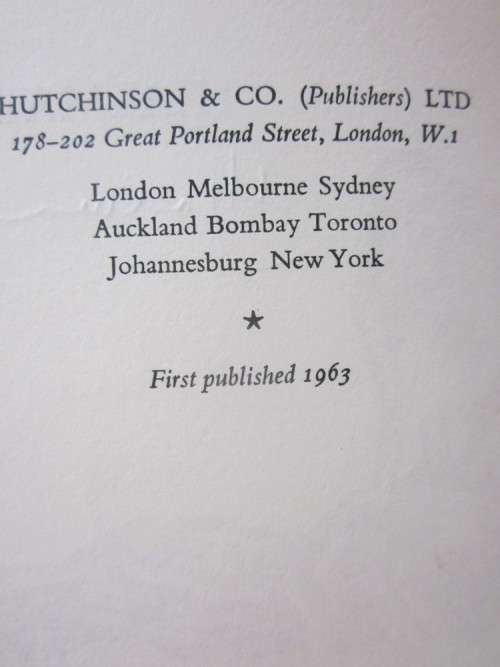 HUTCHINSON & CO. (Publishers) LTD
178–202 Great Portland Street, London, W.1
London Melbourne Sydney
Auckland Bombay Toronto
Johannesburg New York
★
First published 1963